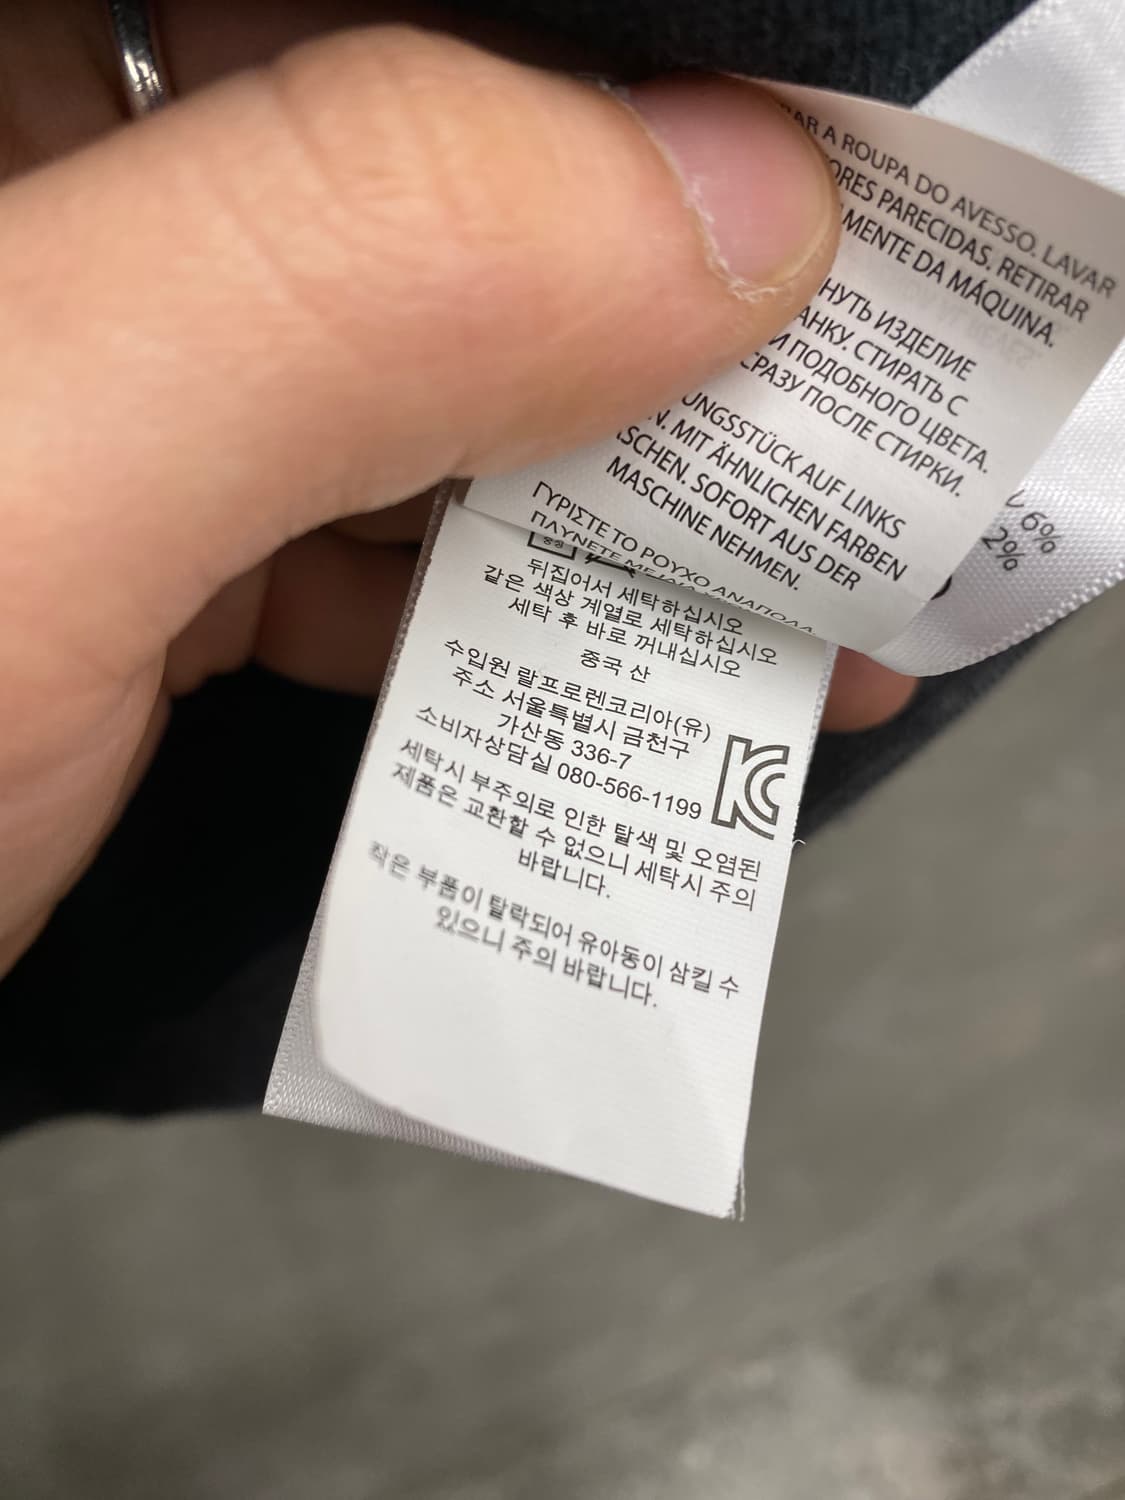 AR A ROUPA DO AVESSO. LAVAR
ORES PARECIDAS. RETIRAR
MENTE DA MÁQUINA.
НУТЬ ИЗДЕЛИЕ
АНКУ. СТИРАТЬ С
И ПОДОБНОГО ЦВЕТА.
СРАЗУ ПОСЛЕ СТИРКИ.
UNGSSTÜCK AUF LINKS
N. MIT ÄHNLICHEN FARBEN
SCHEN. SOFORT AUS DER
MASCHINE NEHMEN.
ΓΥΡΙΣΤΕ ΤΟ ΡΟΥΧΟ ΑΝΑΠΟΔΑ
ΠΛΥΝΕΤΕ ΜΕ
6%
2%
중성
뒤집어서 세탁하십시오
같은 색상 계열로 세탁하십시오
세탁 후 바로 꺼내십시오
중국 산
수입원 랄프로렌코리아(유)
주소 서울특별시 금천구
가산동 336-7
소비자상담실 080-566-1199
세탁시 부주의로 인한 탈색 및 오염된
제품은 교환할 수 없으니 세탁시 주의
바랍니다.
작은 부품이 탈락되어 유아동이 삼킬 수
있으니 주의 바랍니다.